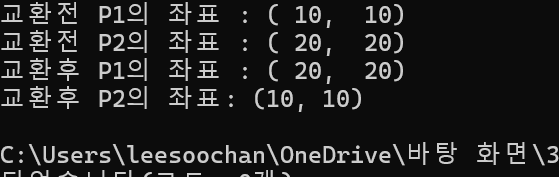 교환전 P1의 좌표 : ( 10,  10)
교환전 P2의 좌표 : ( 20,  20)
교환후 P1의 좌표 : ( 20,  20)
교환후 P2의 좌표: (10, 10)
C:\Users\leesoochan\OneDrive\바탕 화면\3